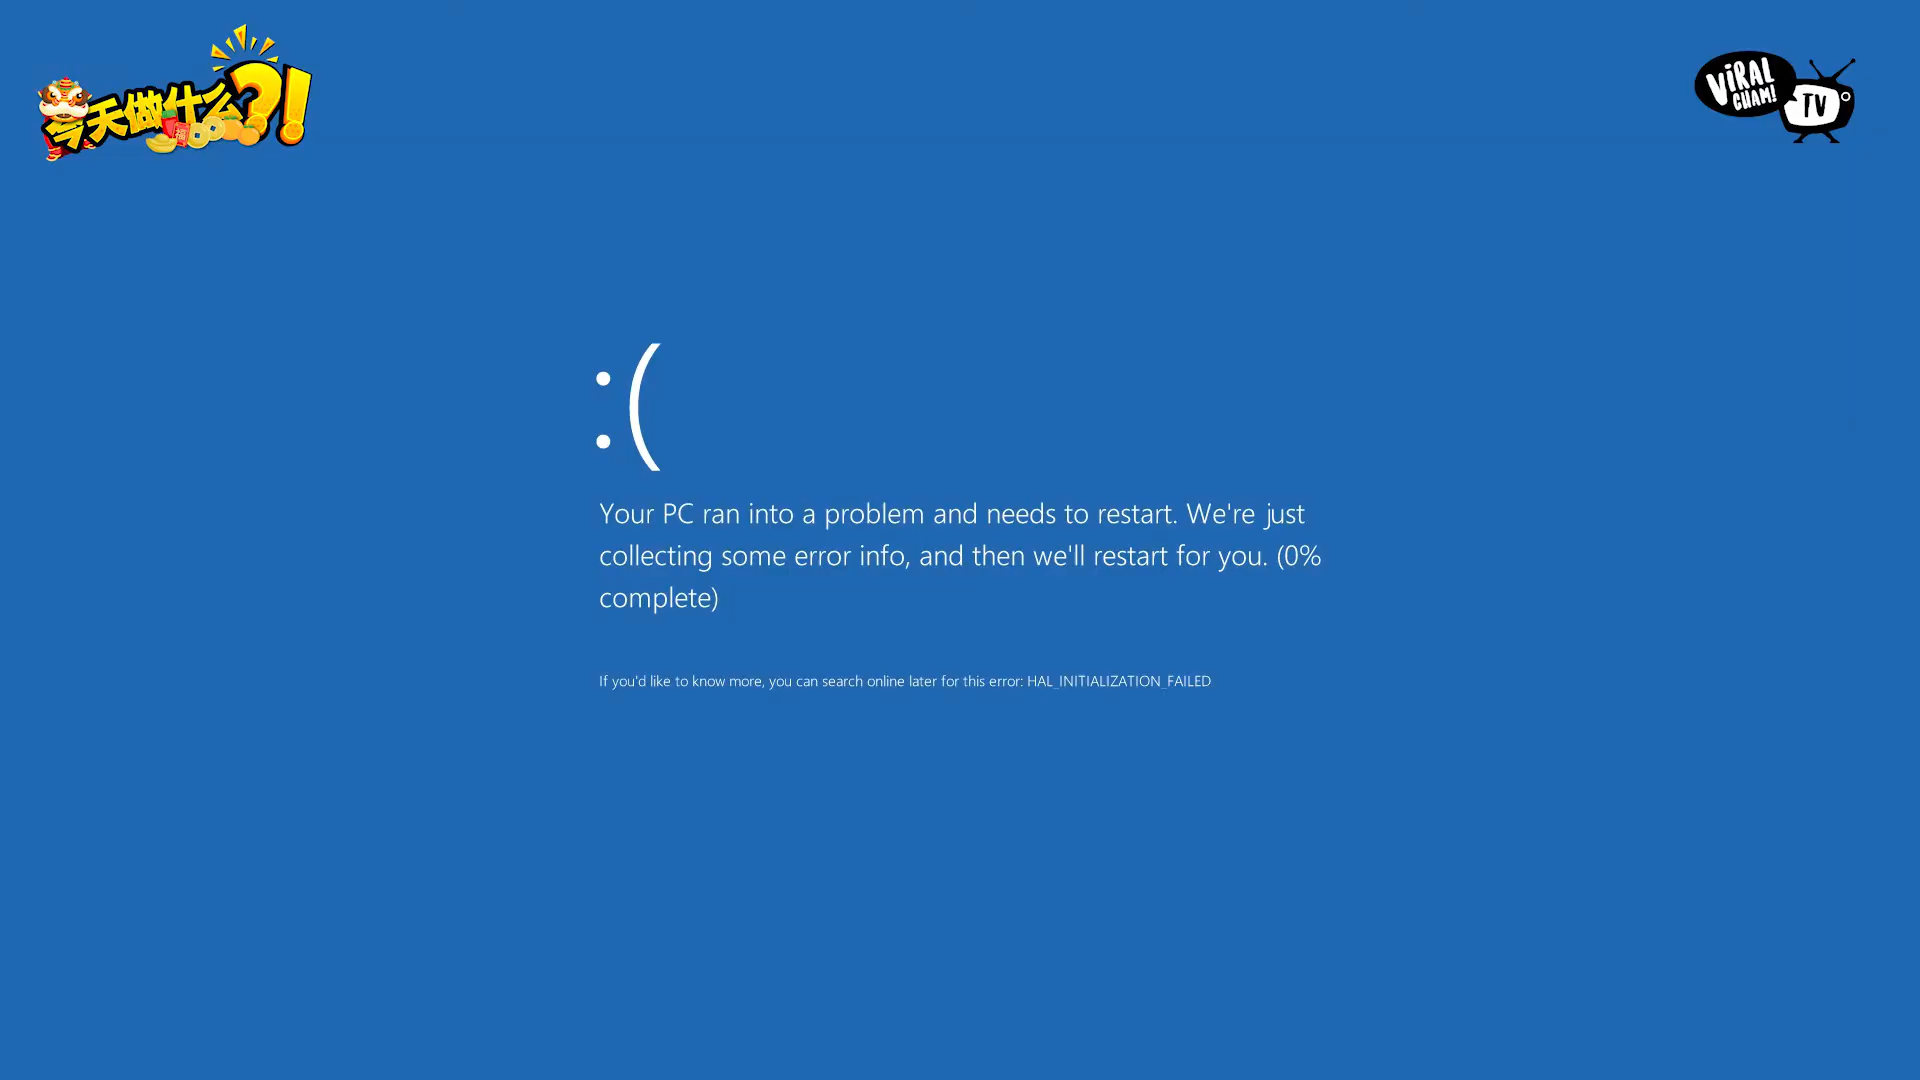 今天做什么?!
福
ViRAL
CHAM!
TV
:(
Your PC ran into a problem and needs to restart. We're just
collecting some error info, and then we'll restart for you. (0%
complete)
If you'd like to know more, you can search online later for this error: HAL_INITIALIZATION_FAILED